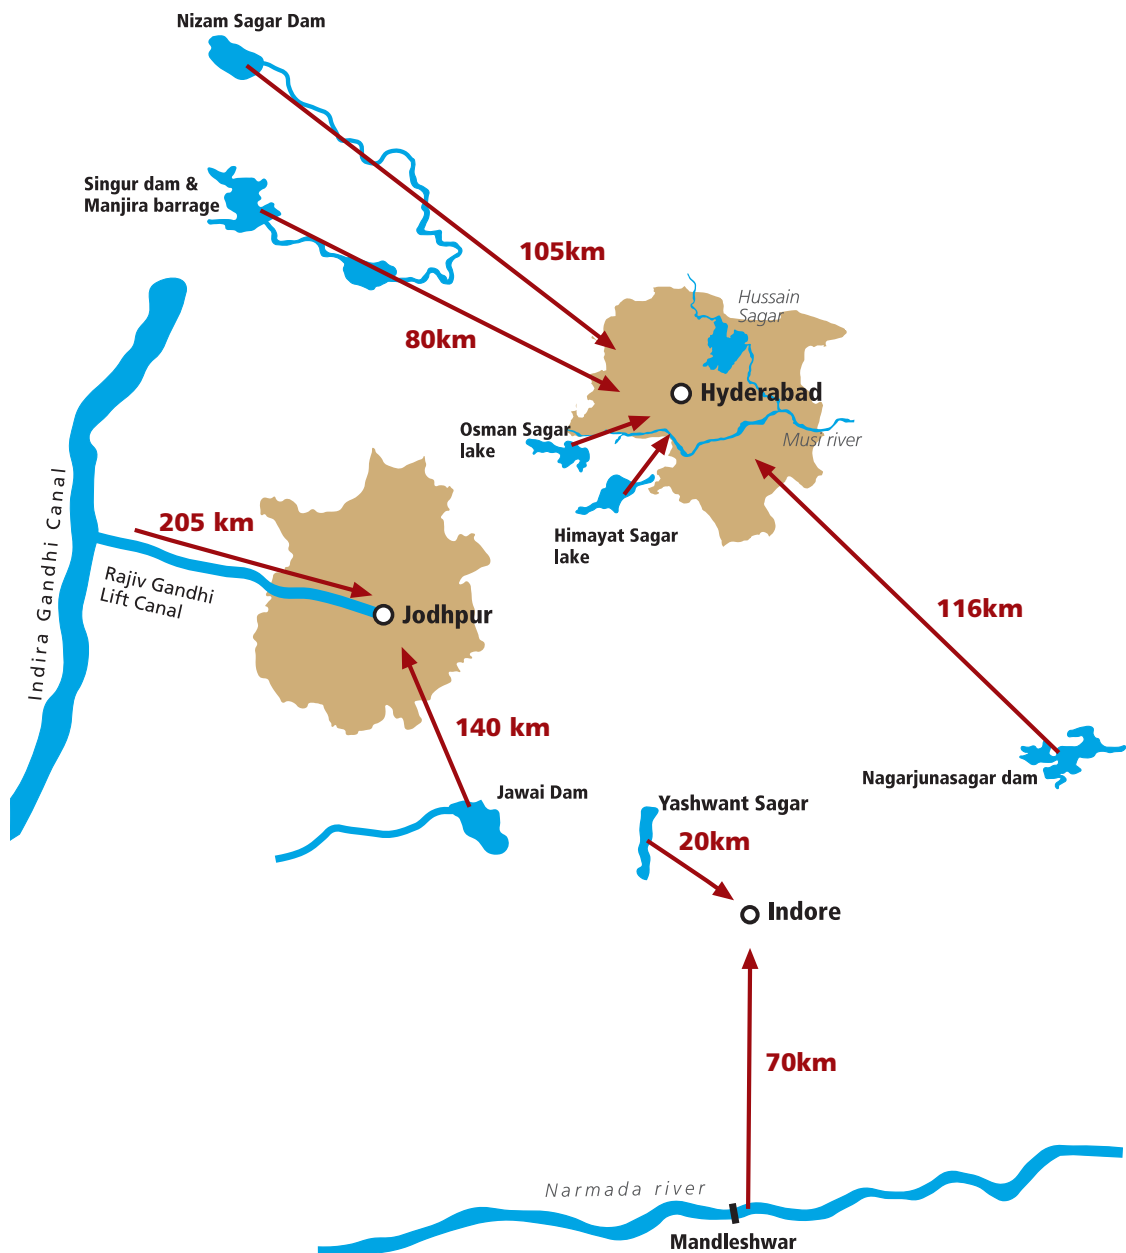 Nizam Sagar Dam
Singur dam &
Manjira barrage
105km
80km
Hussain
Sagar
Hyderabad
Osman Sagar
lake
Musi river
Himayat Sagar
lake
116km
Nagarjunasagar dam
Indira Gandhi Canal
205 km
Rajiv Gandhi
Lift Canal
Jodhpur
140 km
Jawai Dam
Yashwant Sagar
20km
Indore
70km
Narmada river
Mandleshwar